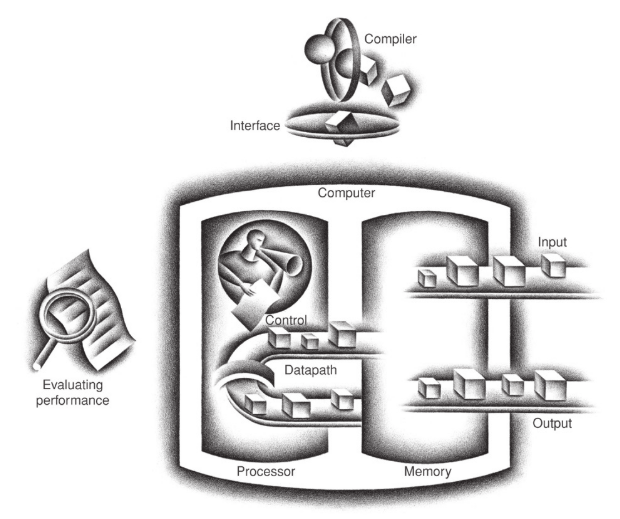 Compiler
Interface
Computer
Input
Control
Datapath
Evaluating
performance
Output
Processor
Memory